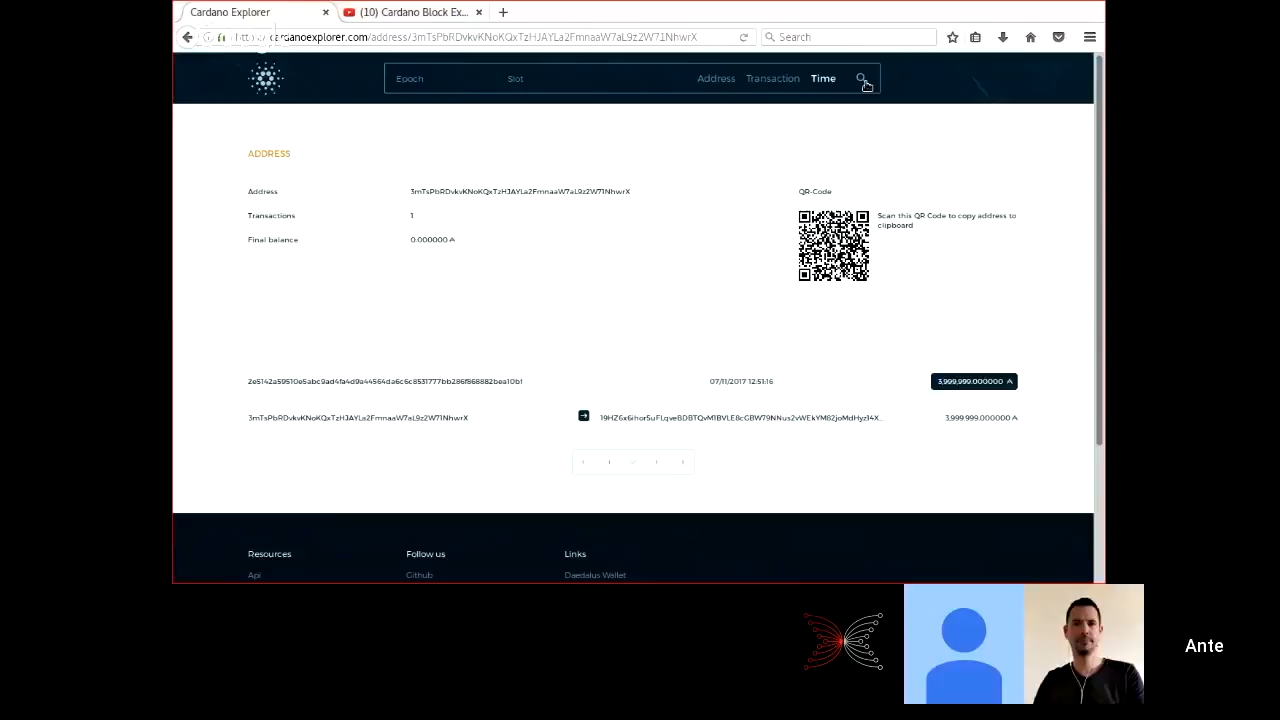 Cardano Explorer
(10) Cardano Block Ex...
cardanoexplorer.com/address/3mTsPbRDvkvKNoKQxTzHJAYLa2FmnaaW7aL9z2W71NhwrX
Search
Epoch
Slot
Address
Transaction
Time
ADDRESS
Address
3mTsPbRDvkvKNoKQxTzHJAYLa2FmnaaW7aL9z2W71NhwrX
QR-Code
Transactions
1
Scan this QR Code to copy address to
clipboard
Final balance
0.000000
07/11/2017 12:51:16
3,999,999.000000
3mTsPbRDvkvKNoKQxTzHJAYLa2FmnaaW7aL9z2W71NhwrX
3,999,999.000000
Resources
Follow us
Links
Api
Github
Daedalus Wallet
Ante